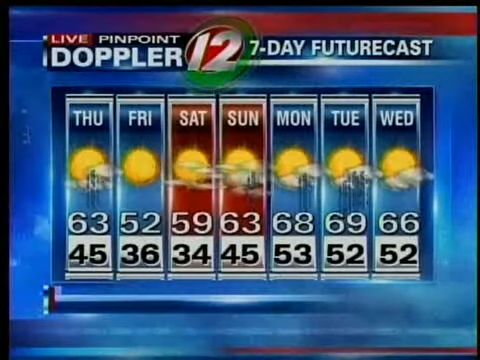 LIVE PINPOINT
DOPPLER 12 7-DAY FUTURECAST
THU FRI SAT SUN MON TUE WED
63 52 59 63 68 69 66
45 36 34 45 53 52 52